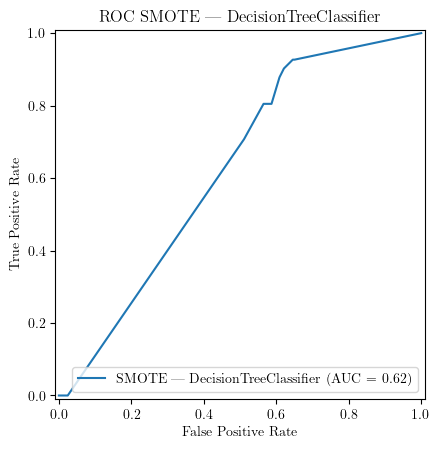 ROC SMOTE — DecisionTreeClassifier
1.0
0.8
0.6
0.4
0.2
0.0
True Positive Rate
SMOTE — DecisionTreeClassifier (AUC = 0.62)
0.0 0.2 0.4 0.6 0.8 1.0
False Positive Rate